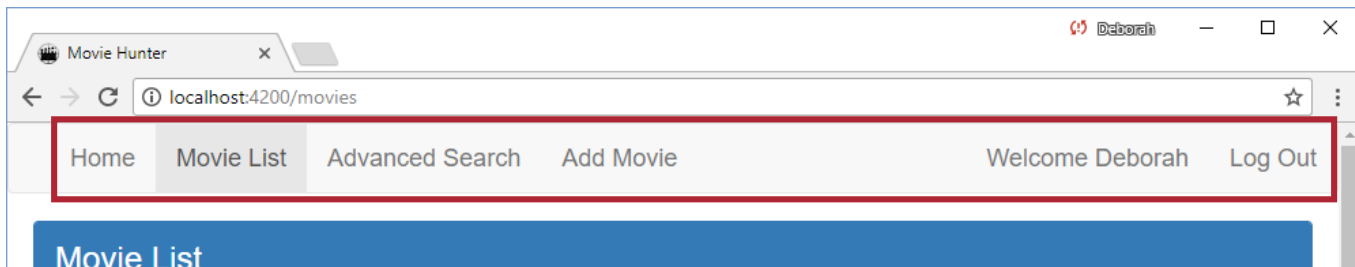 Deborah
Movie Hunter
localhost:4200/movies
Home Movie List Advanced Search Add Movie Welcome Deborah Log Out
Movie List